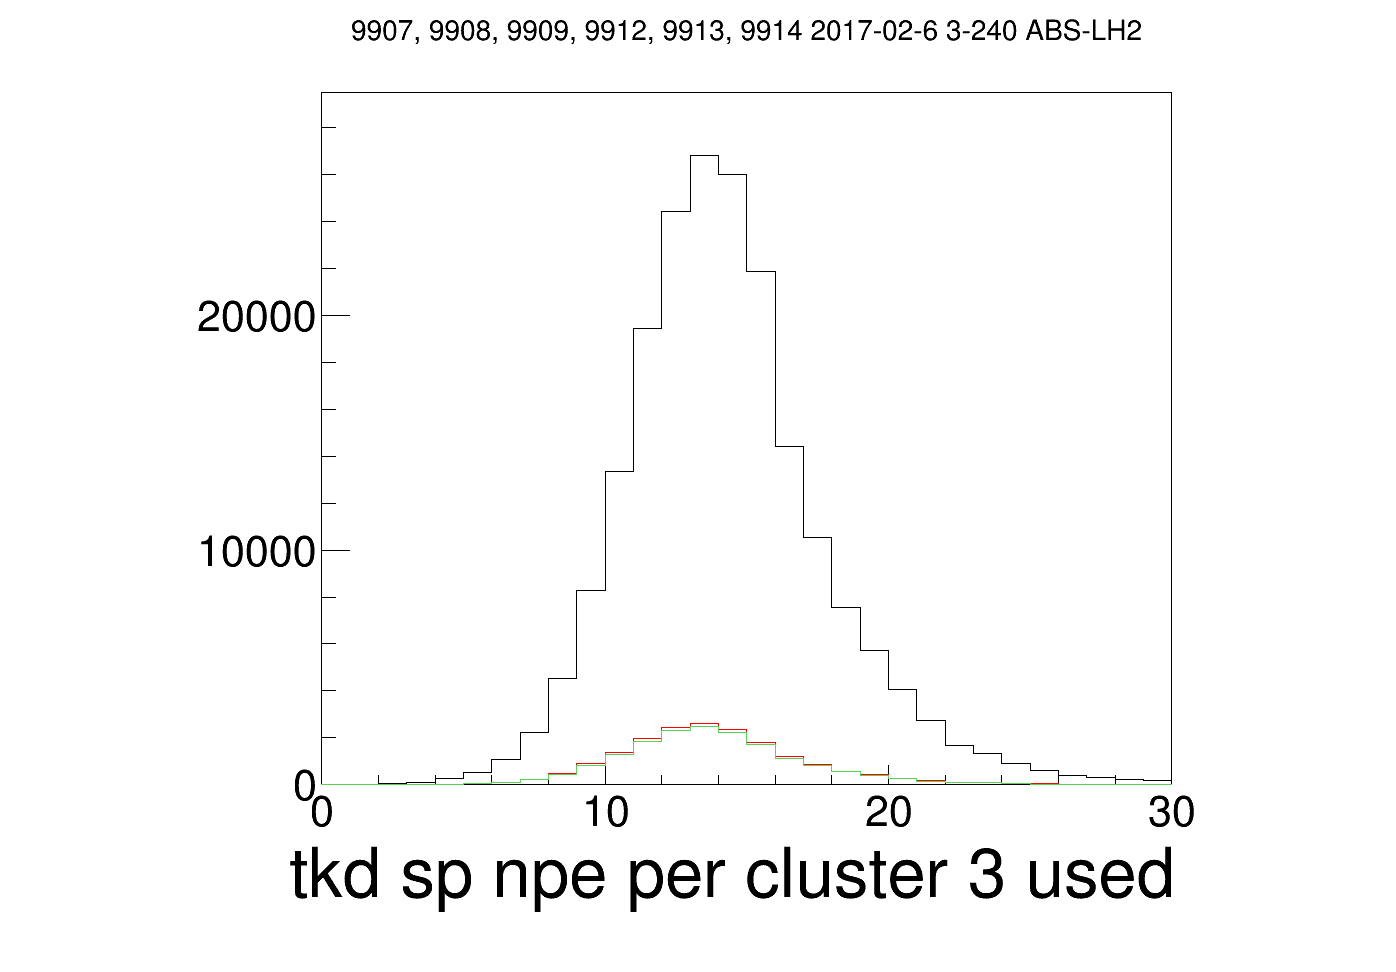 9907, 9908, 9909, 9912, 9913, 9914 2017-02-6 3-240 ABS-LH2
20000
10000
0
0 10 20 30
tkd sp npe per cluster 3 used